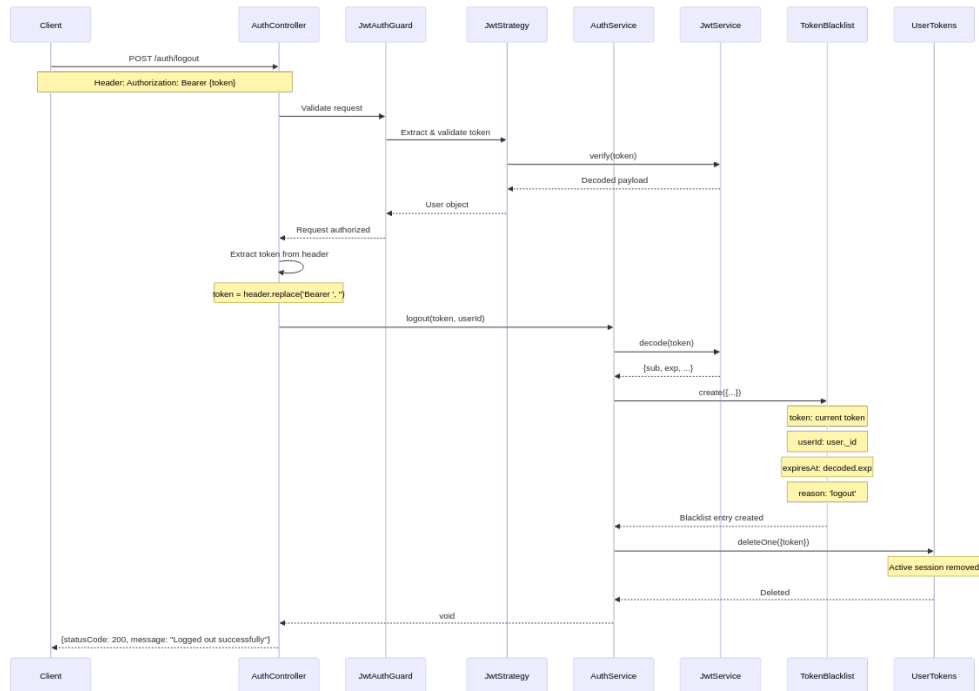 Client
AuthController
JwtAuthGuard
JwtStrategy
AuthService
JwtService
TokenBlacklist
UserTokens
POST /auth/logout
Header: Authorization: Bearer {token}
Validate request
Extract & validate token
verify(token)
Decoded payload
User object
Request authorized
Extract token from header
token = header.replace('Bearer ', '')
logout(token, userId)
decode(token)
{sub, exp, ...}
create({...})
token: current token
userId: user._id
expiresAt: decoded.exp
reason: 'logout'
Blacklist entry created
deleteOne({token})
Active session removed
Deleted
void
{statusCode: 200, message: "Logged out successfully"}
Client
AuthController
JwtAuthGuard
JwtStrategy
AuthService
JwtService
TokenBlacklist
UserTokens